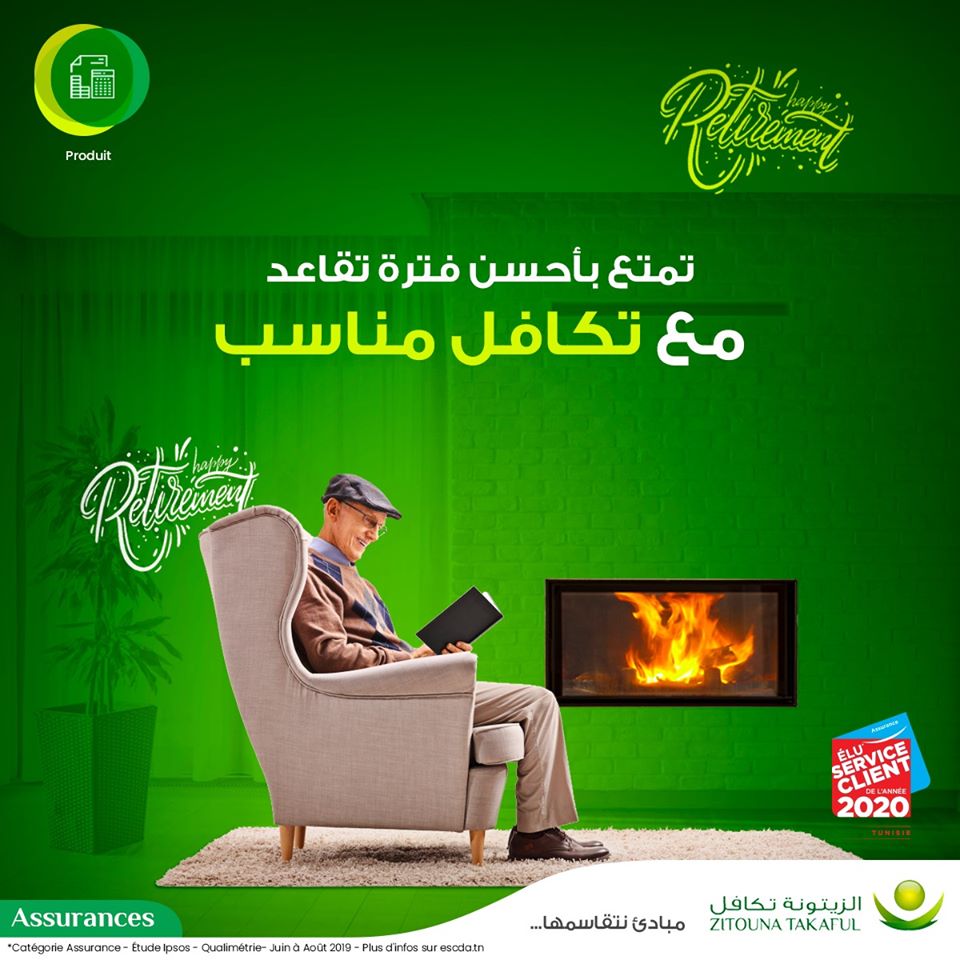 Produit
happy
Retirement
تمتع بأحسن فترة تقاعد
مع تكافل مناسب
happy
Retirement
Assurance
ÉLU
SERVICE
CLIENT
DE L'ANNÉE
2020
TUNISIE
الزيتونة تكافل
ZITOUNA TAKAFUL
مبادئ نتقاسمها...
Assurances
*Catégorie Assurance - Étude Ipsos - Qualimétrie- Juin à Août 2019 - Plus d'infos sur escda.tn